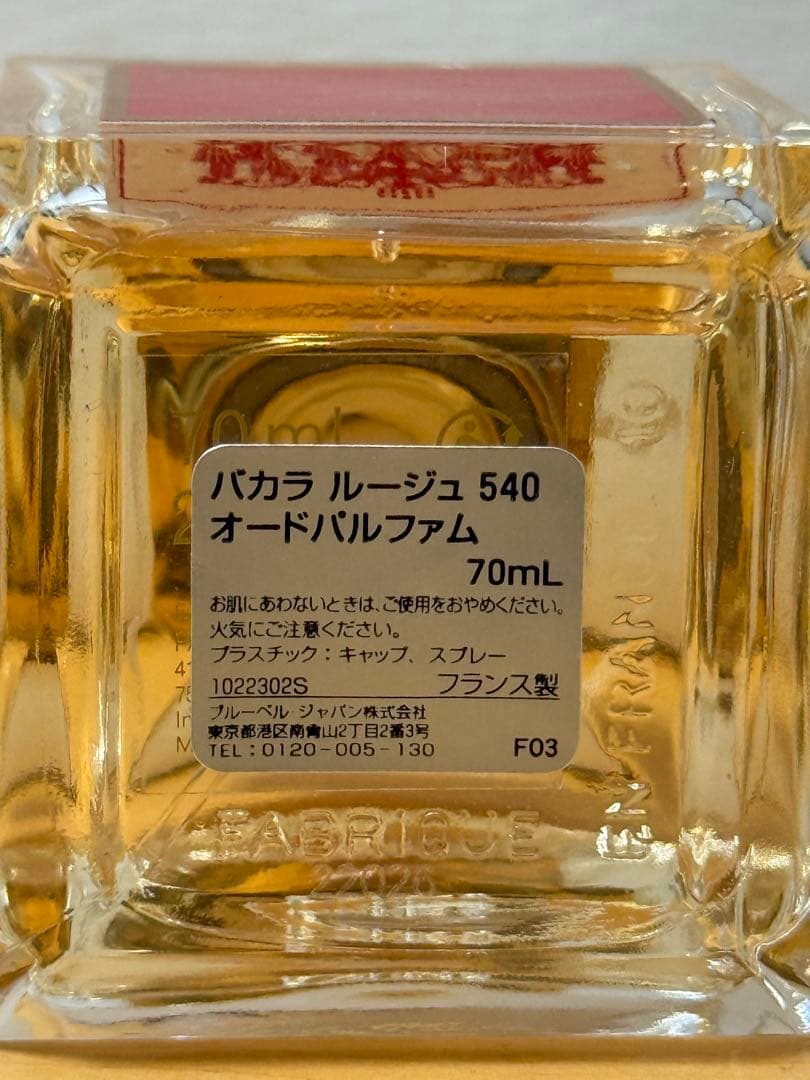 70 ml
バカラ ルージュ 540
オードパルファム
70mL
お肌にあわないときは、ご使用をおやめください。
火気にご注意ください。
プラスチック：キャップ、スプレー
1022302S フランス製
ブルーベル・ジャパン株式会社
東京都港区南青山2丁目2番3号
TEL：0120-005-130 F03
FABRIQUE
EN FRANCE
22026